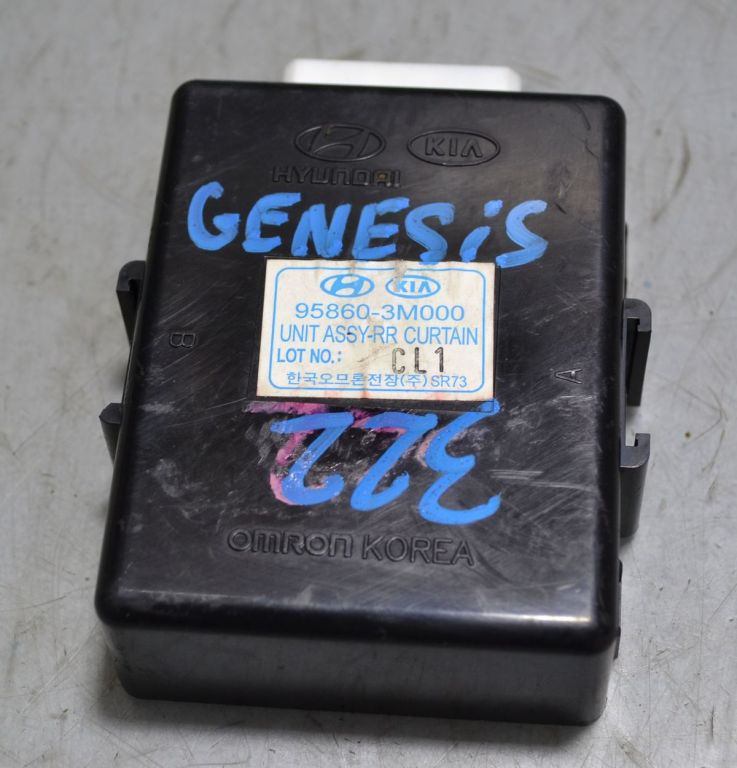 HYUNDAI KIA
GENESiS
KIA
95860-3M000
UNIT ASSY-RR CURTAIN
LOT NO.: CL1
한국오므론전장(주) SR73
B
A
322
omron KOREA